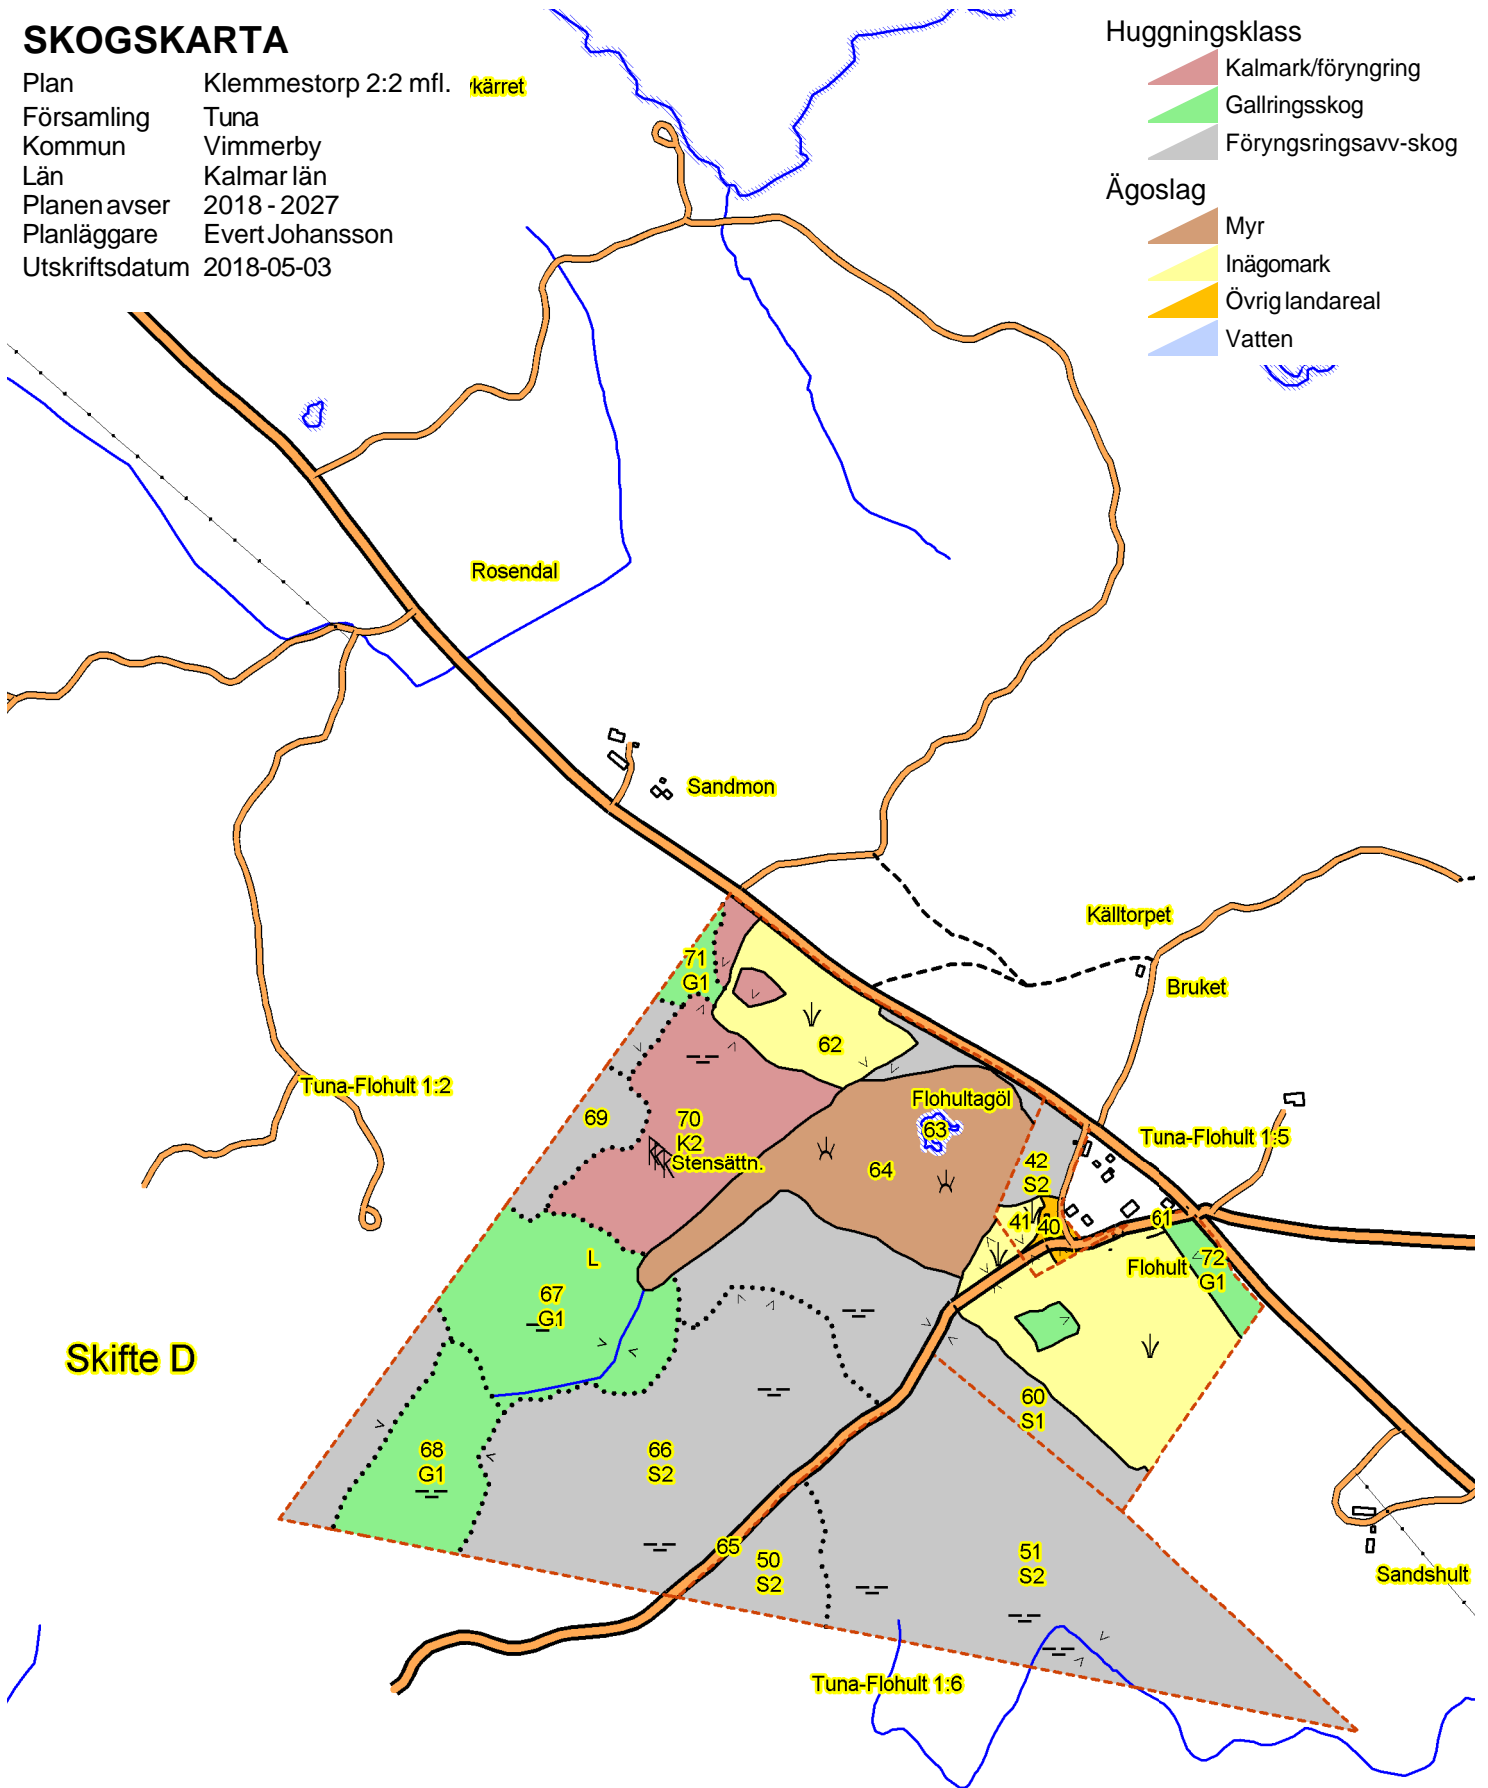 SKOGSKARTA
Plan Klemmestorp 2:2 mfl.
Församling Tuna
Kommun Vimmerby
Län Kalmar län
Planen avser 2018 - 2027
Planläggare Evert Johansson
Utskriftsdatum 2018-05-03
kärret
Huggningsklass
Kalmark/föryngring
Gallringsskog
Föryngsringsavv-skog
Ägoslag
Myr
Inägomark
Övrig landareal
Vatten
Rosendal
Sandmon
Källtorpet
Bruket
71
G1
62
Tuna-Flohult 1:2
Flohultagöl
63
69
70
K2
Stensättn.
64
42
S2
Tuna-Flohult 1:5
41
40
61
L
Flohult
72
G1
67
G1
Skifte D
60
S1
68
G1
66
S2
65
50
S2
51
S2
Sandshult
Tuna-Flohult 1:6